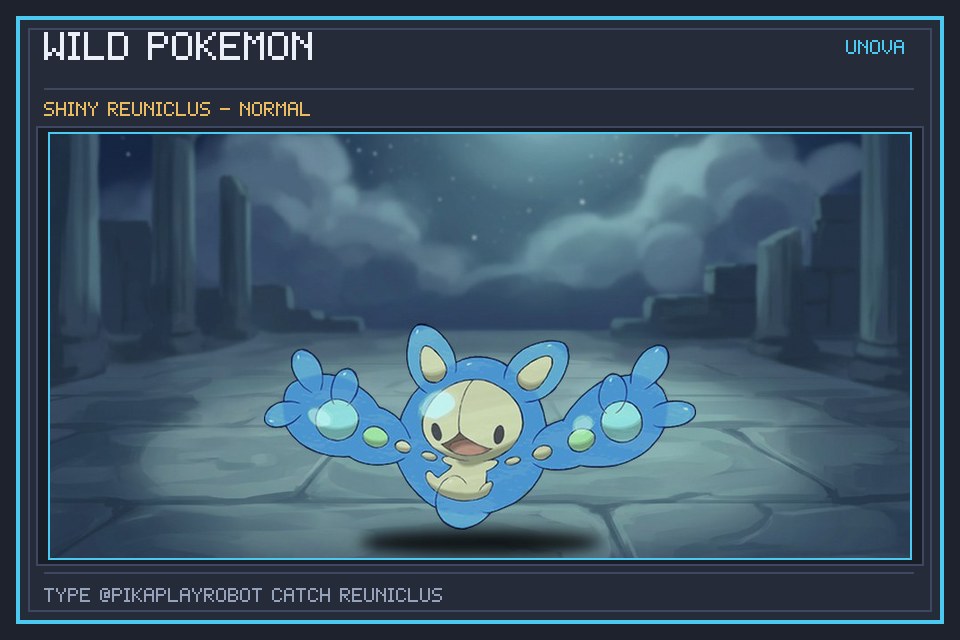 WILD POKEMON
UNOVA
SHINY REUNICLUS - NORMAL
TYPE @PIKAPLAYROBOT CATCH REUNICLUS